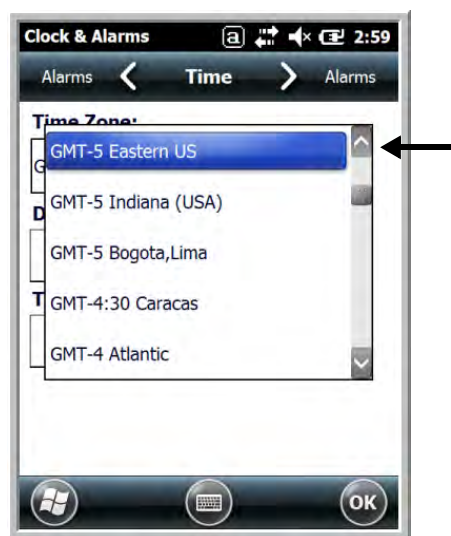 Clock & Alarms a 2:59
Alarms Time Alarms
Time Zone:
G
GMT-5 Eastern US
D
GMT-5 Indiana (USA)
GMT-5 Bogota,Lima
T
GMT-4:30 Caracas
GMT-4 Atlantic
OK